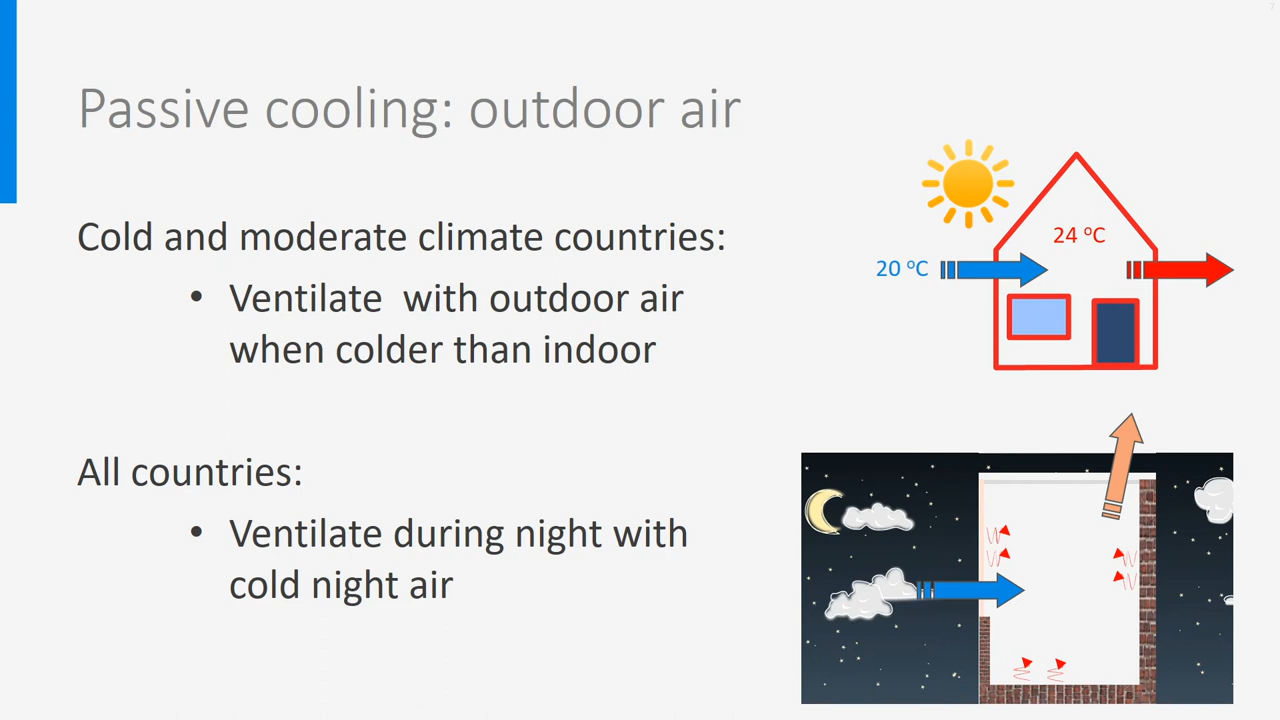 7
Passive cooling: outdoor air
Cold and moderate climate countries:
• Ventilate  with outdoor air
when colder than indoor
24 ºC
20 ºC
All countries:
• Ventilate during night with
cold night air